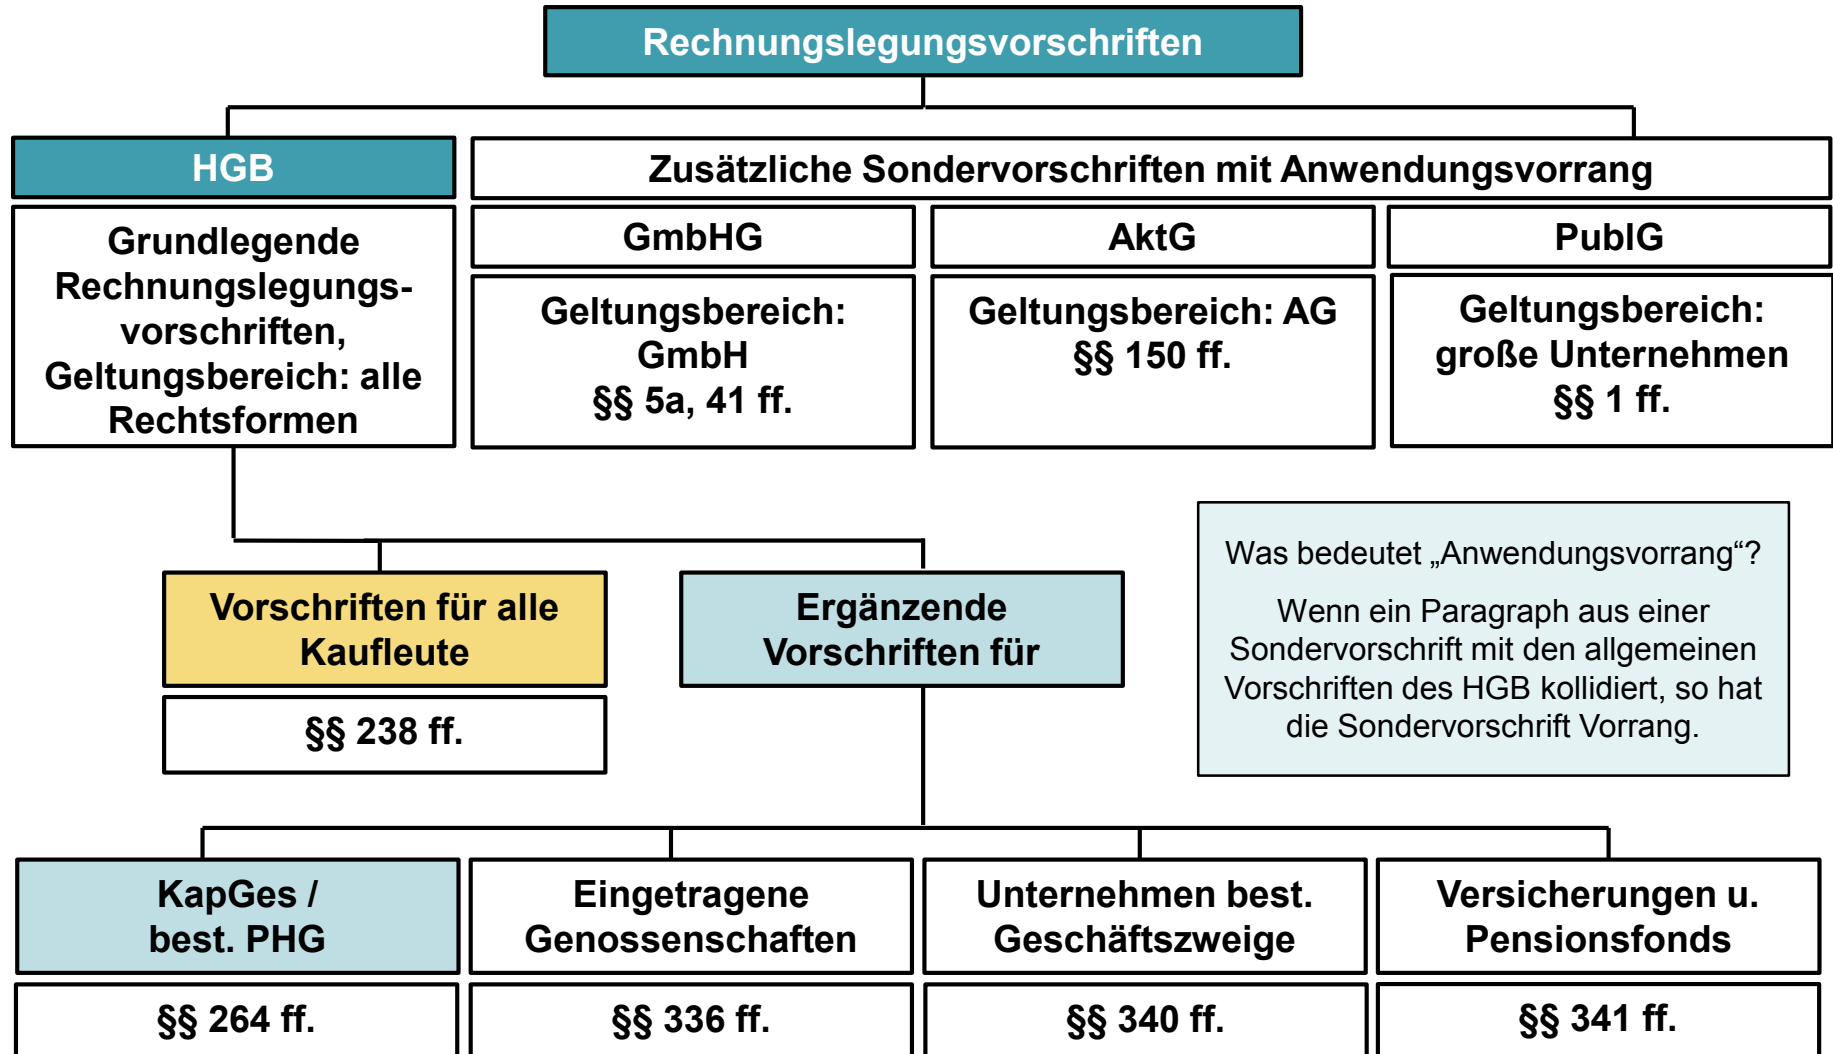 Rechnungslegungsvorschriften
HGB
Zusätzliche Sondervorschriften mit Anwendungsvorrang
Grundlegende
Rechnungslegungs-
vorschriften,
Geltungsbereich: alle
Rechtsformen
GmbHG
AktG
PublG
Geltungsbereich:
GmbH
§§ 5a, 41 ff.
Geltungsbereich: AG
§§ 150 ff.
Geltungsbereich:
große Unternehmen
§§ 1 ff.
Was bedeutet „Anwendungsvorrang“?
Wenn ein Paragraph aus einer
Sondervorschrift mit den allgemeinen
Vorschriften des HGB kollidiert, so hat
die Sondervorschrift Vorrang.
Vorschriften für alle
Kaufleute
§§ 238 ff.
Ergänzende
Vorschriften für
KapGes /
best. PHG
§§ 264 ff.
Eingetragene
Genossenschaften
§§ 336 ff.
Unternehmen best.
Geschäftszweige
§§ 340 ff.
Versicherungen u.
Pensionsfonds
§§ 341 ff.